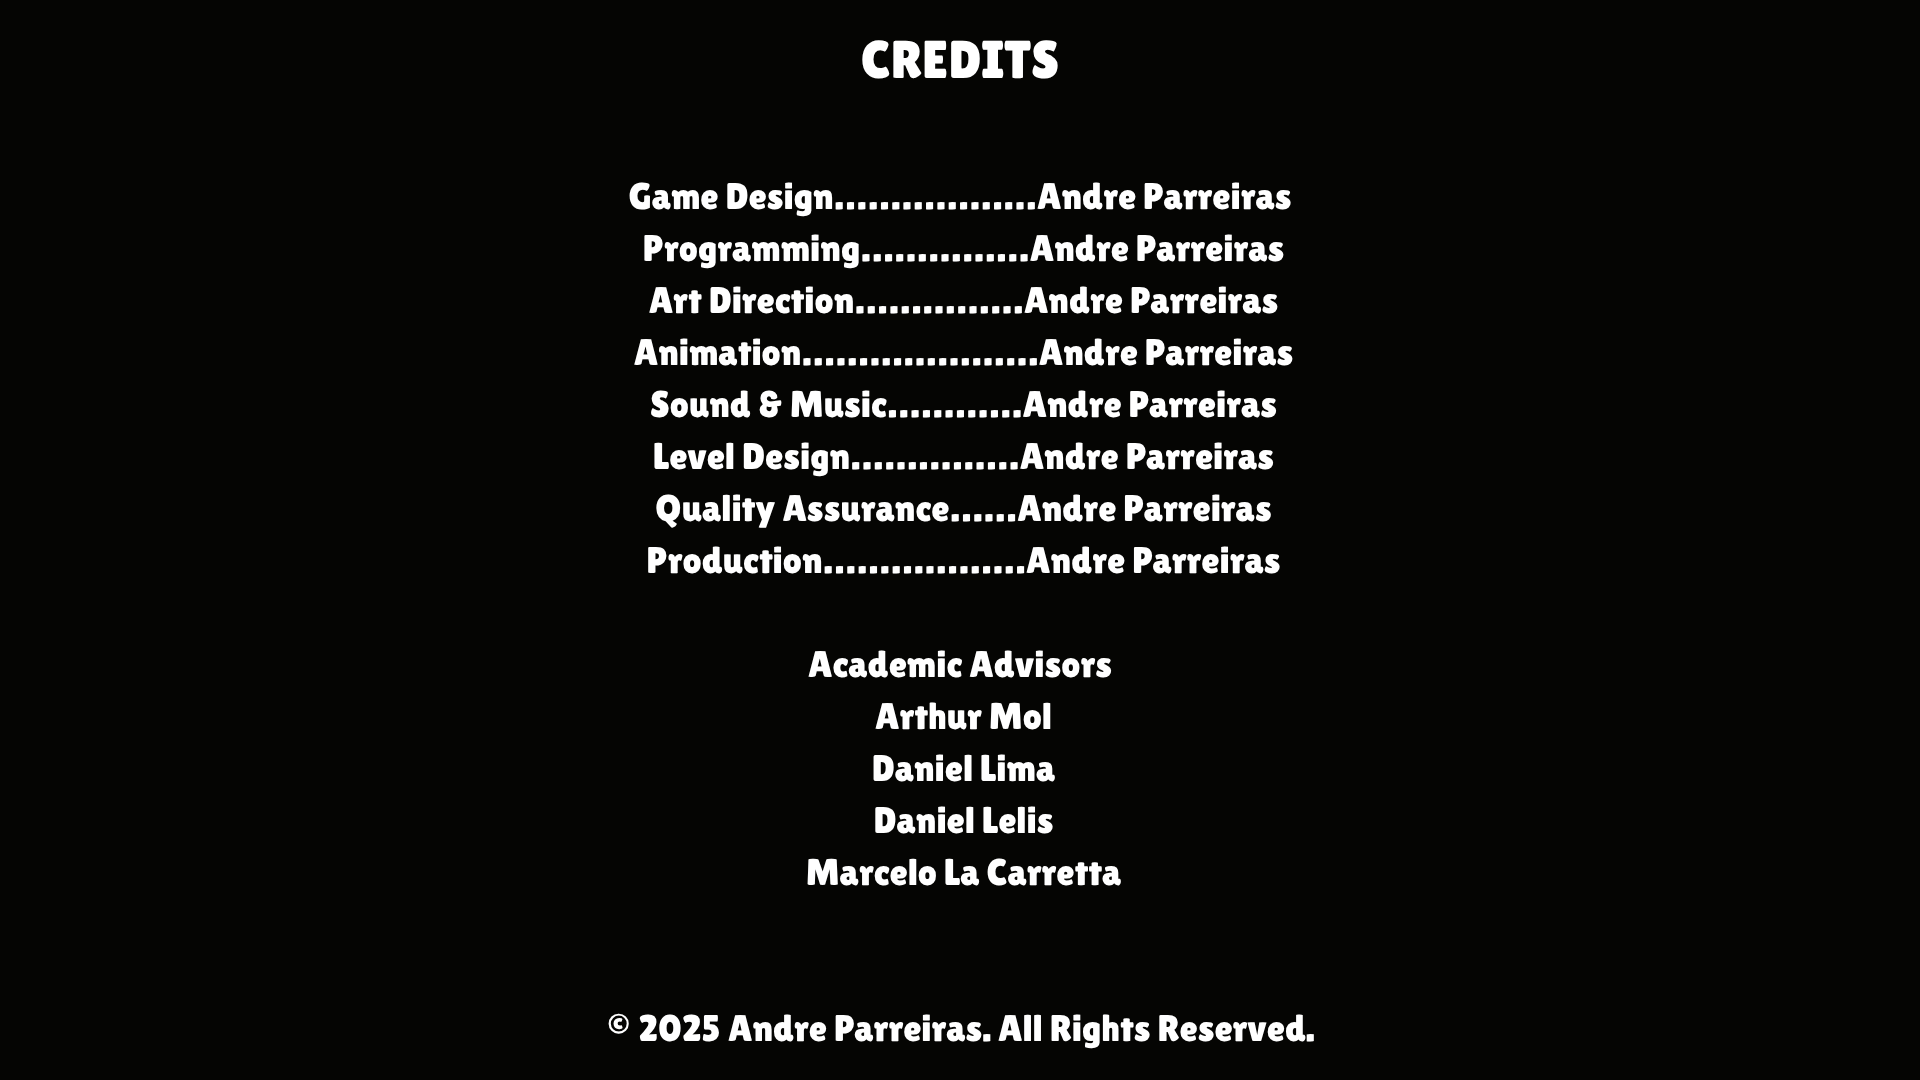 CREDITS
Game Design..................Andre Parreiras
Programming...............Andre Parreiras
Art Direction...............Andre Parreiras
Animation.....................Andre Parreiras
Sound & Music............Andre Parreiras
Level Design...............Andre Parreiras
Quality Assurance......Andre Parreiras
Production..................Andre Parreiras
Academic Advisors
Arthur Mol
Daniel Lima
Daniel Lelis
Marcelo La Carretta
© 2025 Andre Parreiras. All Rights Reserved.